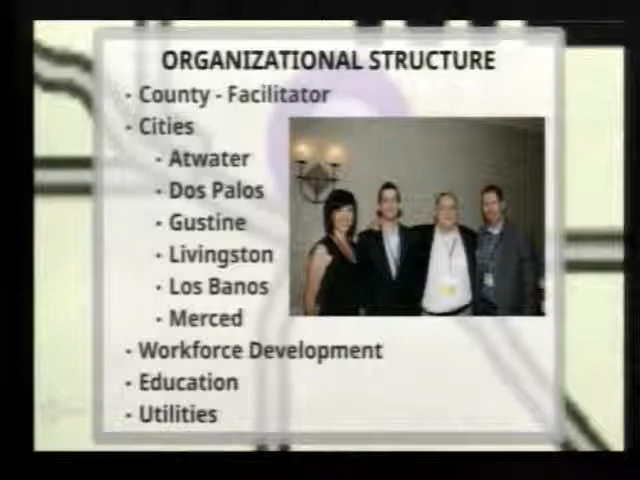 ORGANIZATIONAL STRUCTURE
- County - Facilitator
- Cities
- Atwater
- Dos Palos
- Gustine
- Livingston
- Los Banos
- Merced
- Workforce Development
- Education
- Utilities